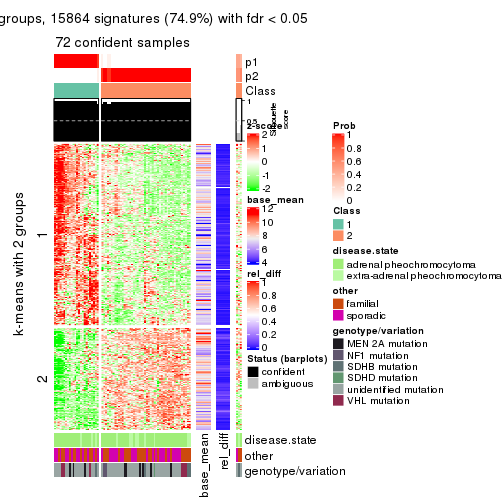 groups, 15864 signatures (74.9%) with fdr < 0.05
72 confident samples
p1
p2
Class
1
0.5
Silhouette
score
k-means with 2 groups
1
2
z-score
2
1
0
-1
-2
base_mean
12
10
8
6
4
rel_diff
1
0.8
0.6
0.4
0.2
0
Status (barplots)
confident
ambiguous
Prob
1
0.8
0.6
0.4
0.2
0
Class
1
2
disease.state
adrenal pheochromocytoma
extra-adrenal pheochromocytoma
other
familial
sporadic
genotype/variation
MEN 2A mutation
NF1 mutation
SDHB mutation
SDHD mutation
unidentified mutation
VHL mutation
disease.state
other
genotype/variation
base_mean
rel_diff